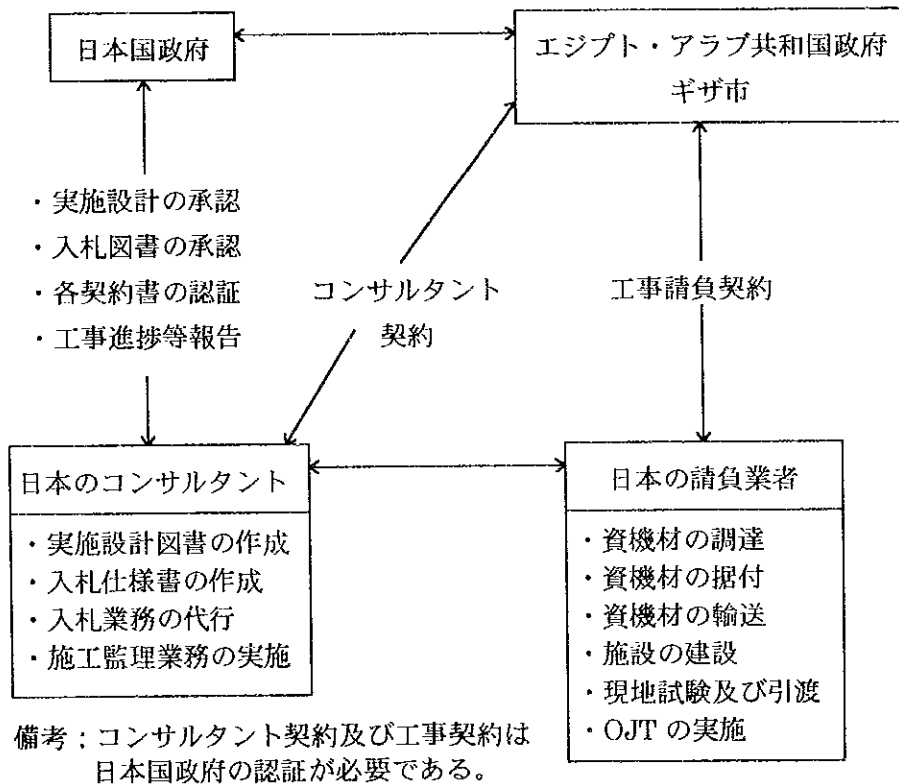 日本国政府
エジプト・アラブ共和国政府
ギザ市
・実施設計の承認
・入札図書の承認
・各契約書の認証
・工事進捗等報告
コンサルタント
契約
工事請負契約
日本のコンサルタント
・実施設計図書の作成
・入札仕様書の作成
・入札業務の代行
・施工監理業務の実施
日本の請負業者
・資機材の調達
・資機材の据付
・資機材の輸送
・施設の建設
・現地試験及び引渡
・OJTの実施
備考；コンサルタント契約及び工事契約は
日本国政府の認証が必要である。